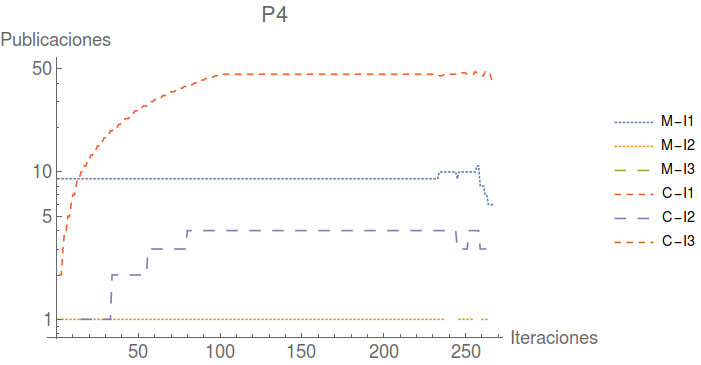 P4
Publicaciones
50
10
5
1
50
100
150
200
250
Iteraciones
M-I1
M-I2
M-I3
C-I1
C-I2
C-I3